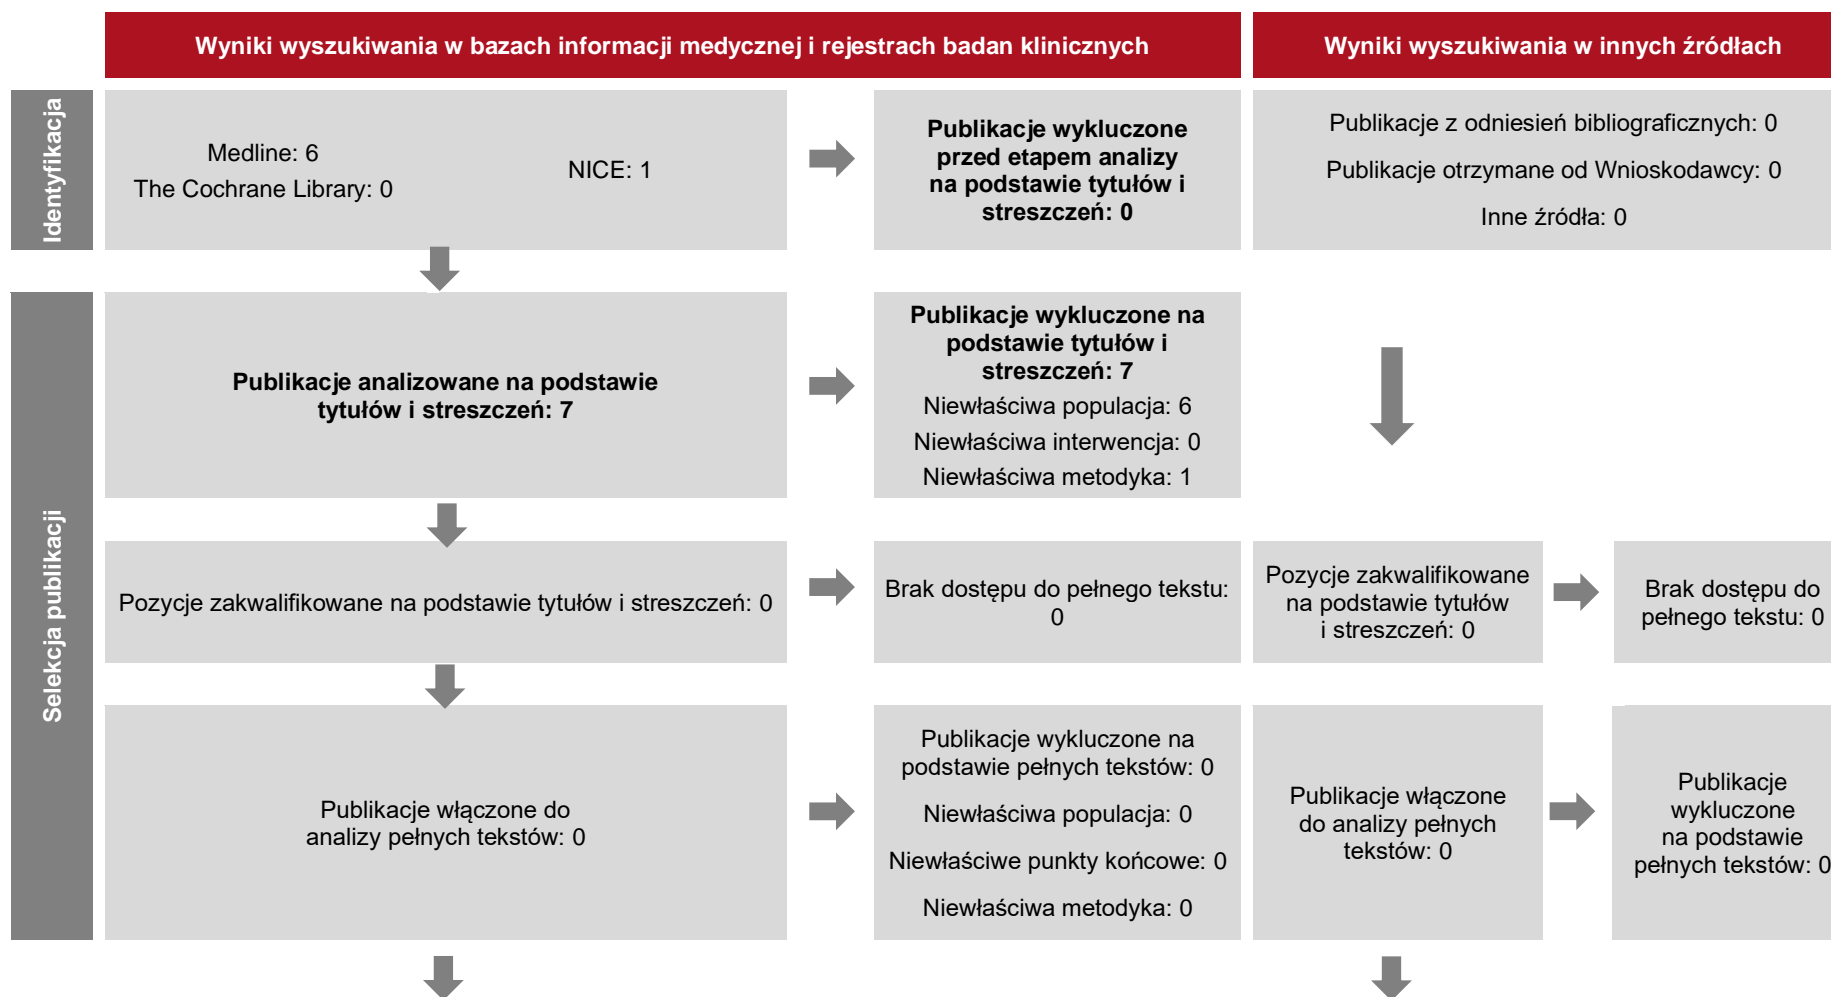 Wyniki wyszukiwania w bazach informacji medycznej i rejestrach badan klinicznych
Wyniki wyszukiwania w innych źródłach
Identyfikacja
Medline: 6
The Cochrane Library: 0
NICE: 1
Publikacje wykluczone
przed etapem analizy
na podstawie tytułów i
streszczeń: 0
Publikacje z odniesień bibliograficznych: 0
Publikacje otrzymane od Wnioskodawcy: 0
Inne źródła: 0
Selekcja publikacji
Publikacje analizowane na podstawie
tytułów i streszczeń: 7
Publikacje wykluczone na
podstawie tytułów i
streszczeń: 7
Niewłaściwa populacja: 6
Niewłaściwa interwencja: 0
Niewłaściwa metodyka: 1
Pozycje zakwalifikowane na podstawie tytułów i streszczeń: 0
Brak dostępu do pełnego tekstu:
0
Pozycje zakwalifikowane
na podstawie tytułów
i streszczeń: 0
Brak dostępu do
pełnego tekstu: 0
Publikacje włączone do
analizy pełnych tekstów: 0
Publikacje wykluczone na
podstawie pełnych tekstów: 0
Niewłaściwa populacja: 0
Niewłaściwe punkty końcowe: 0
Niewłaściwa metodyka: 0
Publikacje włączone
do analizy pełnych
tekstów: 0
Publikacje
wykluczone
na podstawie
pełnych tekstów: 0